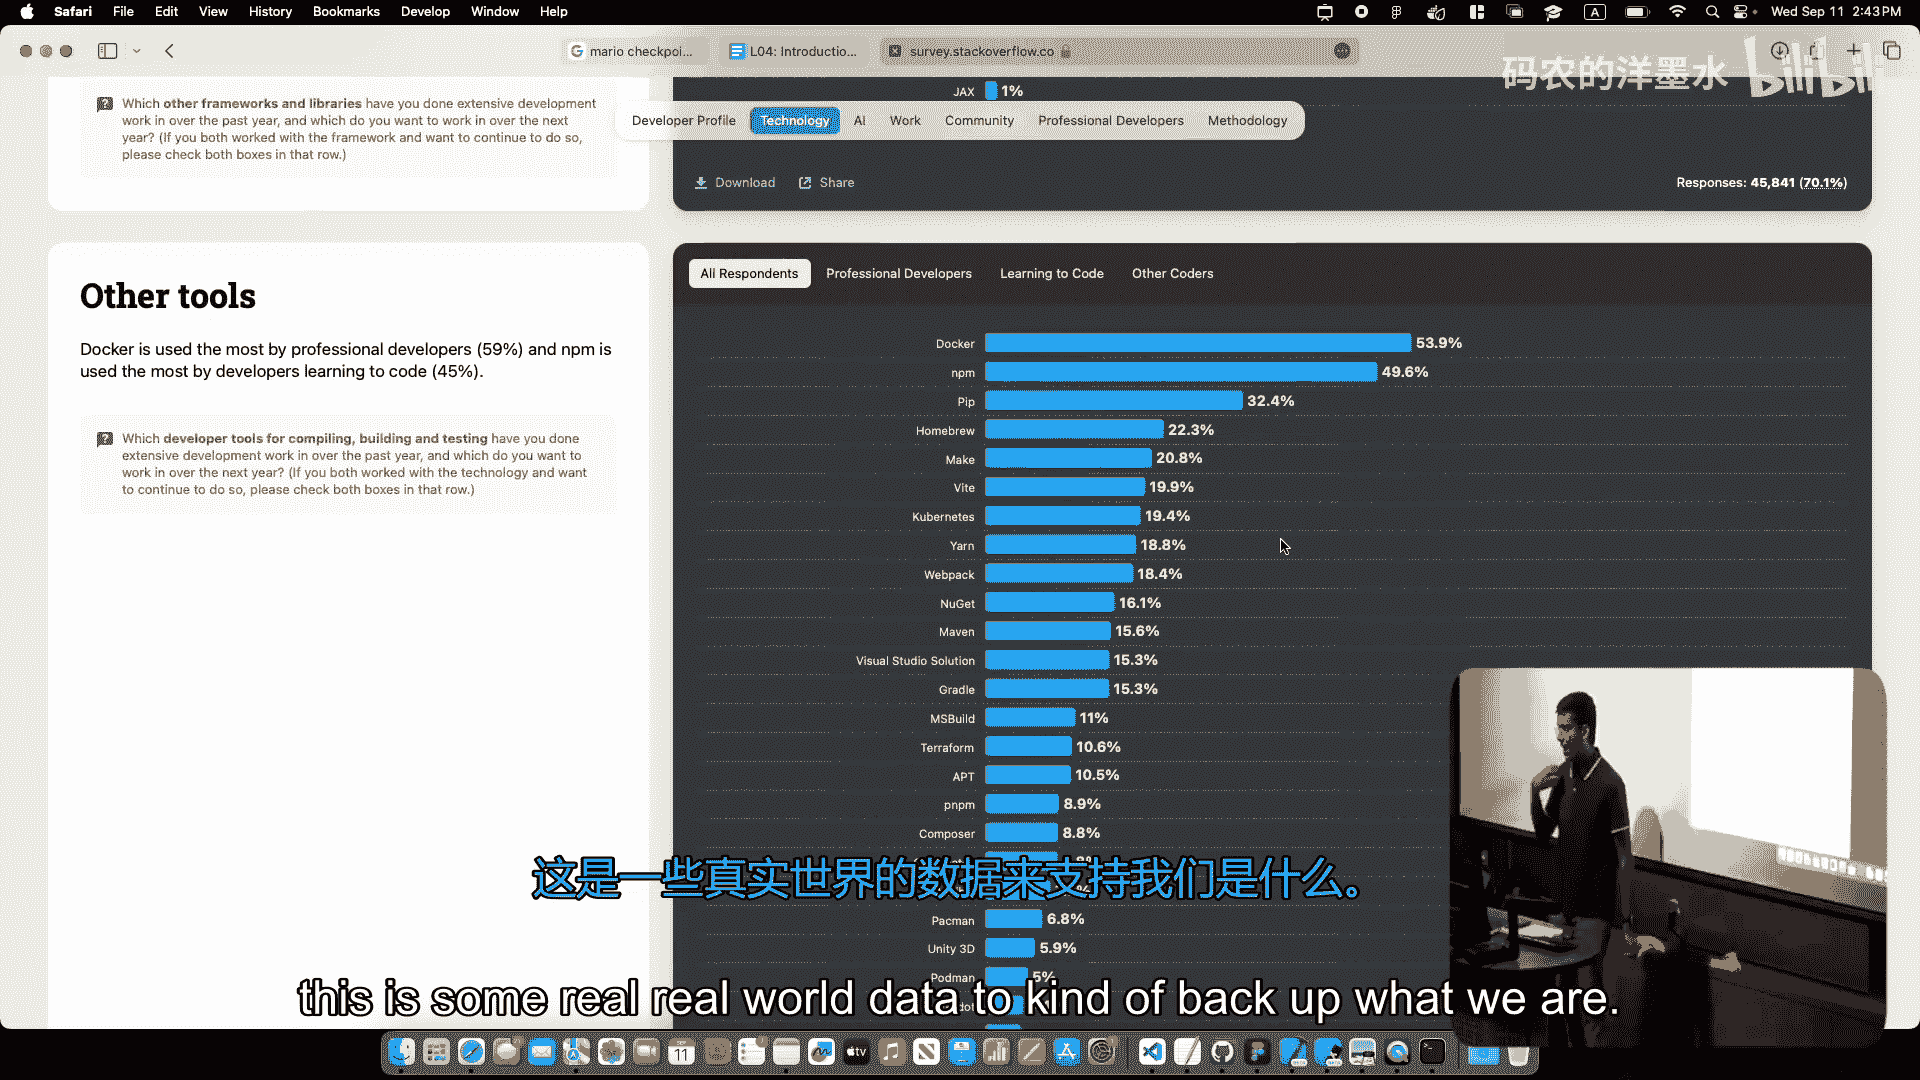 Safari File Edit View History Bookmarks Develop Window Help
A
Wed Sep 11 2:43 PM
mario checkpoi...
L04: Introductio...
survey.stackoverflow.co
码农的洋墨水 bilibili
Which other frameworks and libraries have you done extensive development
work in over the past year, and which do you want to work in over the next
year? (If you both worked with the framework and want to continue to do so,
please check both boxes in that row.)
JAX 1%
Developer Profile Technology AI Work Community Professional Developers Methodology
Download Share
Responses: 45,841 (70.1%)
Other tools
Docker is used the most by professional developers (59%) and npm is
used the most by developers learning to code (45%).
Which developer tools for compiling, building and testing have you done
extensive development work in over the past year, and which do you want to
work in over the next year? (If you both worked with the technology and want
to continue to do so, please check both boxes in that row.)
All Respondents Professional Developers Learning to Code Other Coders
Docker 53.9%
npm 49.6%
Pip 32.4%
Homebrew 22.3%
Make 20.8%
Vite 19.9%
Kubernetes 19.4%
Yarn 18.8%
Webpack 18.4%
NuGet 16.1%
Maven 15.6%
Visual Studio Solution 15.3%
Gradle 15.3%
MSBuild 11%
Terraform 10.6%
APT 10.5%
pnpm 8.9%
Composer 8.8%
这是一些真实世界的数据来支持我们是什么。
Pacman 6.8%
Unity 3D 5.9%
Podman 5%
this is some real real world data to kind of back up what we are.
11
tv